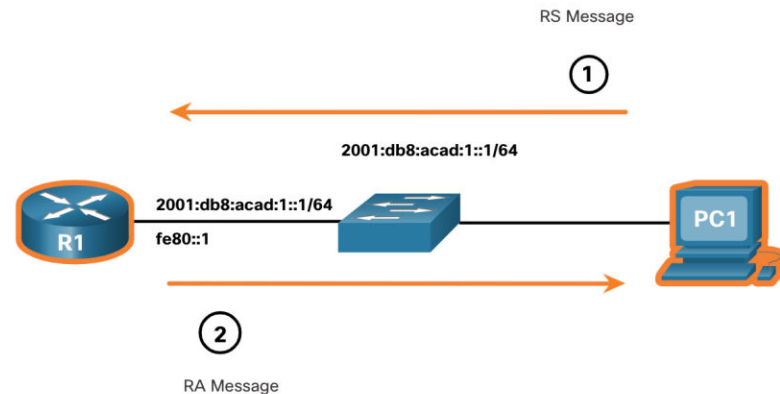 RS Message
1
2001:db8:acad:1::1/64
2001:db8:acad:1::1/64
R1
fe80::1
PC1
2
RA Message